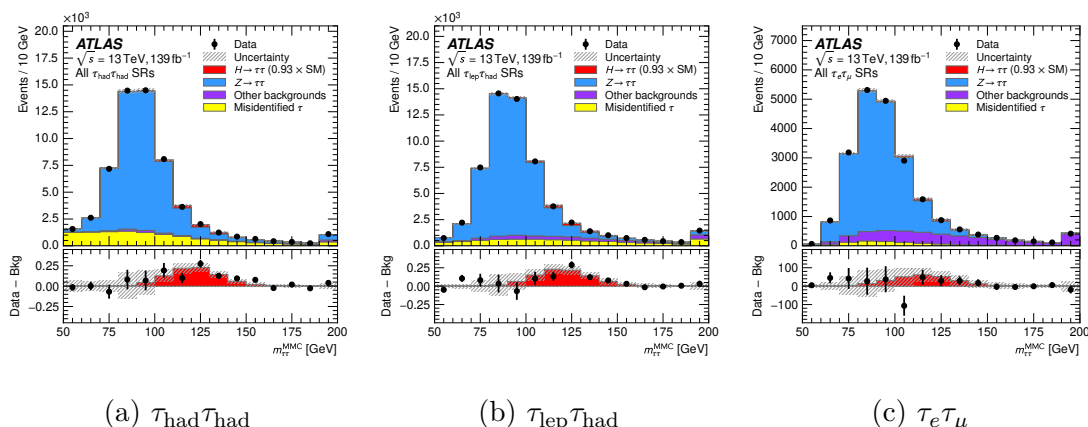 ×10³
20.0
17.5
15.0
12.5
10.0
7.5
5.0
2.5
0.0
Events / 10 GeV
ATLAS
√s = 13 TeV, 139 fb⁻¹
All τhadτhad SRs
Data
Uncertainty
H→ττ (0.93 × SM)
Z→ττ
Other backgrounds
Misidentified τ
0.25
0.00
−0.25
Data − Bkg
50 75 100 125 150 175 200
mττ^MMC [GeV]
(a) τhadτhad
×10³
20.0
17.5
15.0
12.5
10.0
7.5
5.0
2.5
0.0
Events / 10 GeV
ATLAS
√s = 13 TeV, 139 fb⁻¹
All τlepτhad SRs
Data
Uncertainty
H→ττ (0.93 × SM)
Z→ττ
Other backgrounds
Misidentified τ
0.25
0.00
−0.25
Data − Bkg
50 75 100 125 150 175 200
mττ^MMC [GeV]
(b) τlepτhad
7000
6000
5000
4000
3000
2000
1000
0
Events / 10 GeV
ATLAS
√s = 13 TeV, 139 fb⁻¹
All τeτμ SRs
Data
Uncertainty
H→ττ (0.93 × SM)
Z→ττ
Other backgrounds
Misidentified τ
100
0
−100
Data − Bkg
50 75 100 125 150 175 200
mττ^MMC [GeV]
(c) τeτμ